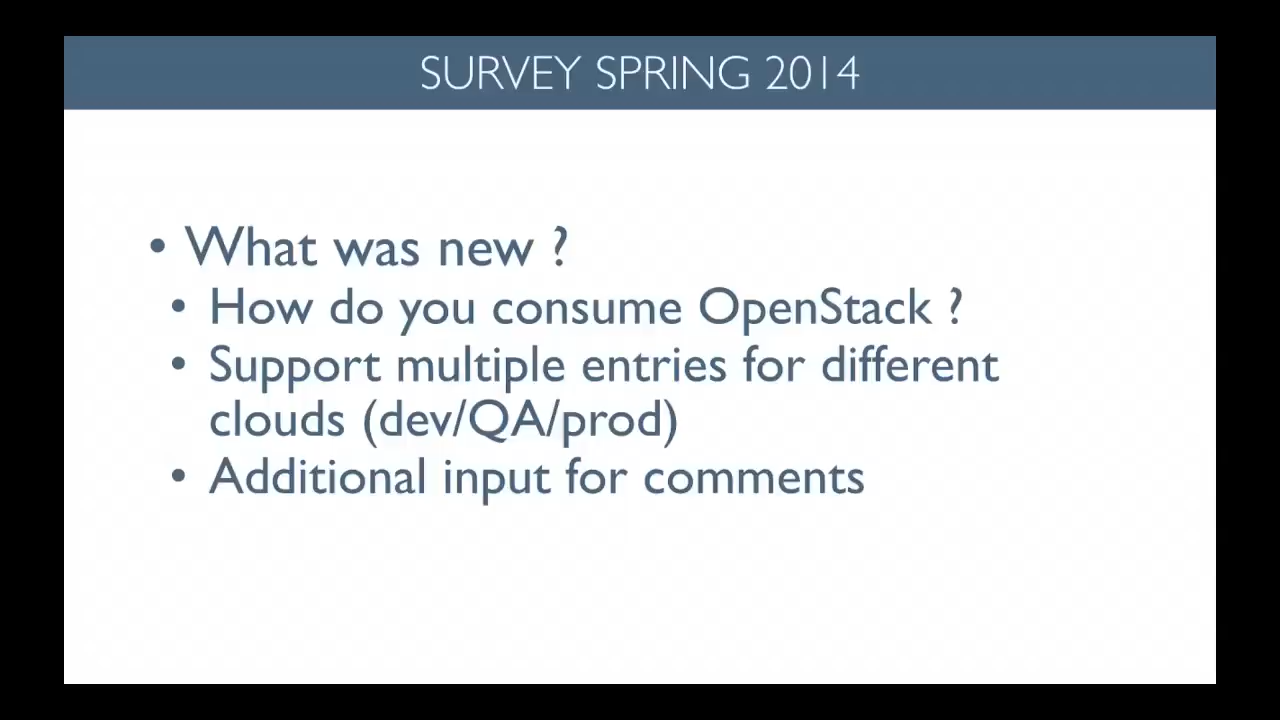 SURVEY SPRING 2014
• What was new ?
• How do you consume OpenStack ?
• Support multiple entries for different
clouds (dev/QA/prod)
• Additional input for comments